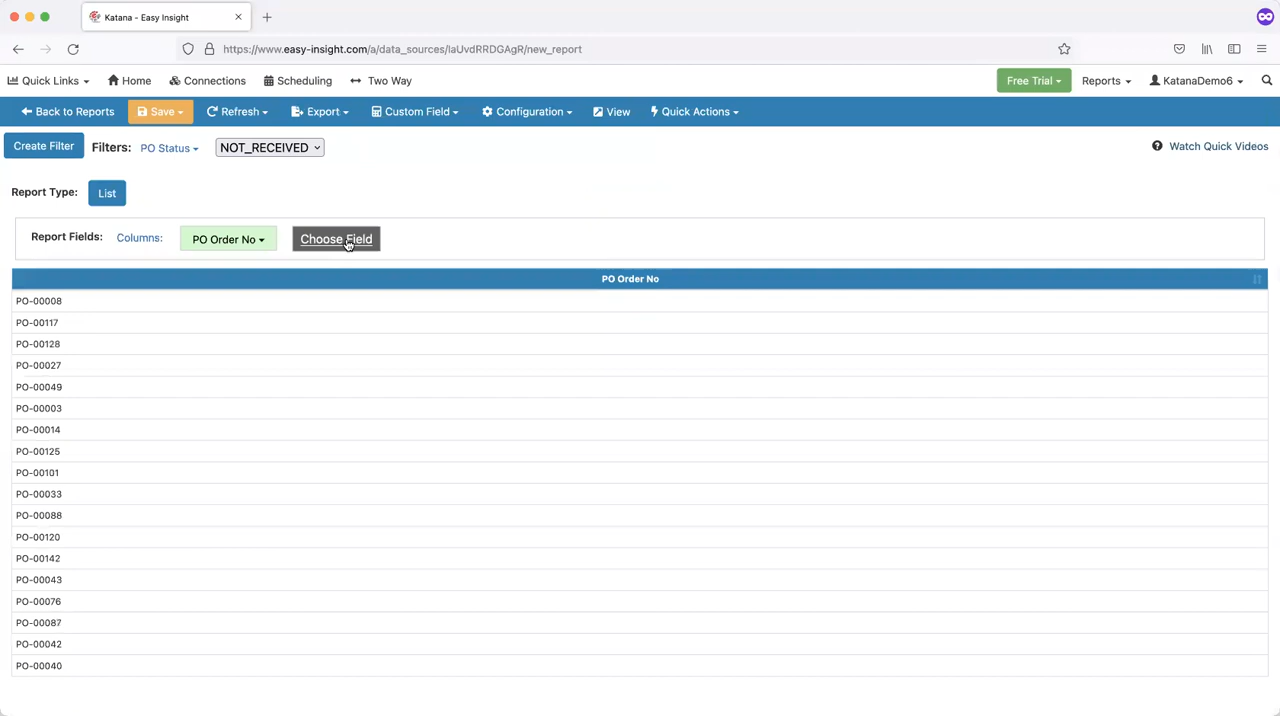 Katana - Easy Insight
https://www.easy-insight.com/a/data_sources/laUvdRRDGAgR/new_report
Quick Links Home Connections Scheduling Two Way Free Trial Reports KatanaDemo6
Back to Reports Save Refresh Export Custom Field Configuration View Quick Actions
Create Filter Filters: PO Status NOT_RECEIVED Watch Quick Videos
Report Type: List
Report Fields: Columns: PO Order No Choose Field
PO Order No
PO-00008
PO-00117
PO-00128
PO-00027
PO-00049
PO-00003
PO-00014
PO-00125
PO-00101
PO-00033
PO-00088
PO-00120
PO-00142
PO-00043
PO-00076
PO-00087
PO-00042
PO-00040